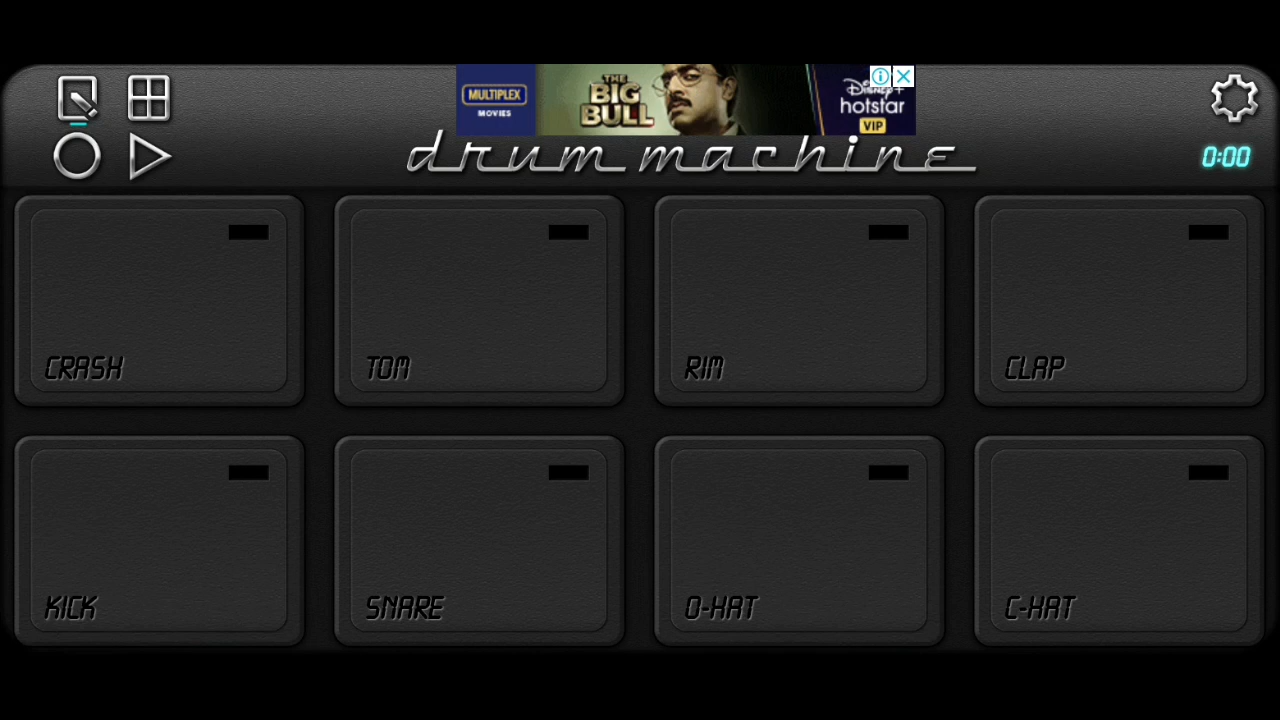 MULTIPLEX
MOVIES
THE
BIG
BULL
Disney+
hotstar
VIP
drum machine
0:00
CRASH
TOM
RIM
CLAP
KICK
SNARE
O-HAT
C-HAT